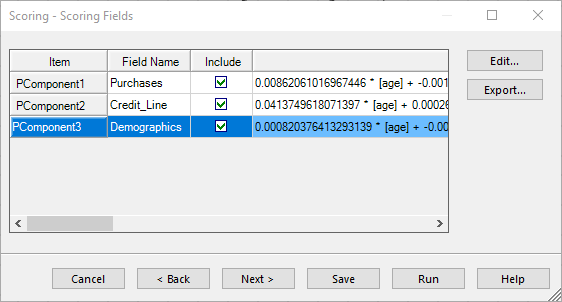 Scoring - Scoring Fields
Item Field Name Include
PComponent1 Purchases 0.00862061016967446 * [age] + -0.001
PComponent2 Credit_Line 0.0413749618071397 * [age] + 0.00026
PComponent3 Demographics 0.000820376413293139 * [age] + -0.00
Edit...
Export...
Cancel < Back Next > Save Run Help